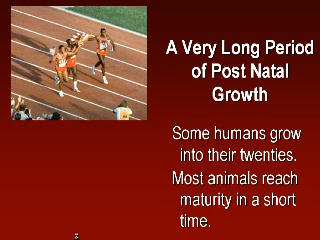 A Very Long Period
of Post Natal
Growth
Some humans grow
into their twenties.
Most animals reach
maturity in a short
time.